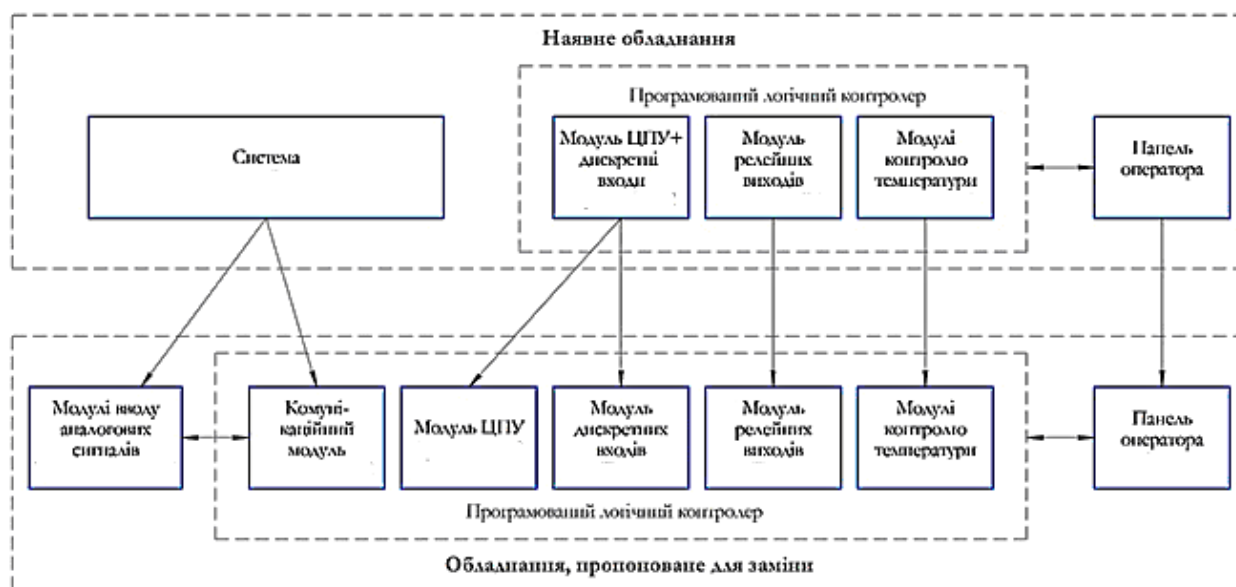 Наявне обладнання
Програмований логічний контролер
Система
Модуль ЦПУ+
дискретні
входи
Модуль
релейних
виходів
Модулі
контролю
температури
Панель
оператора
Модулі вводу
аналогових
сигналів
Комуні-
каційний
модуль
Модуль ЦПУ
Модуль
дискретних
входів
Модуль
релейних
виходів
Модулі
контролю
температури
Панель
оператора
Програмований логічний контролер
Обладнання, пропоноване для заміни